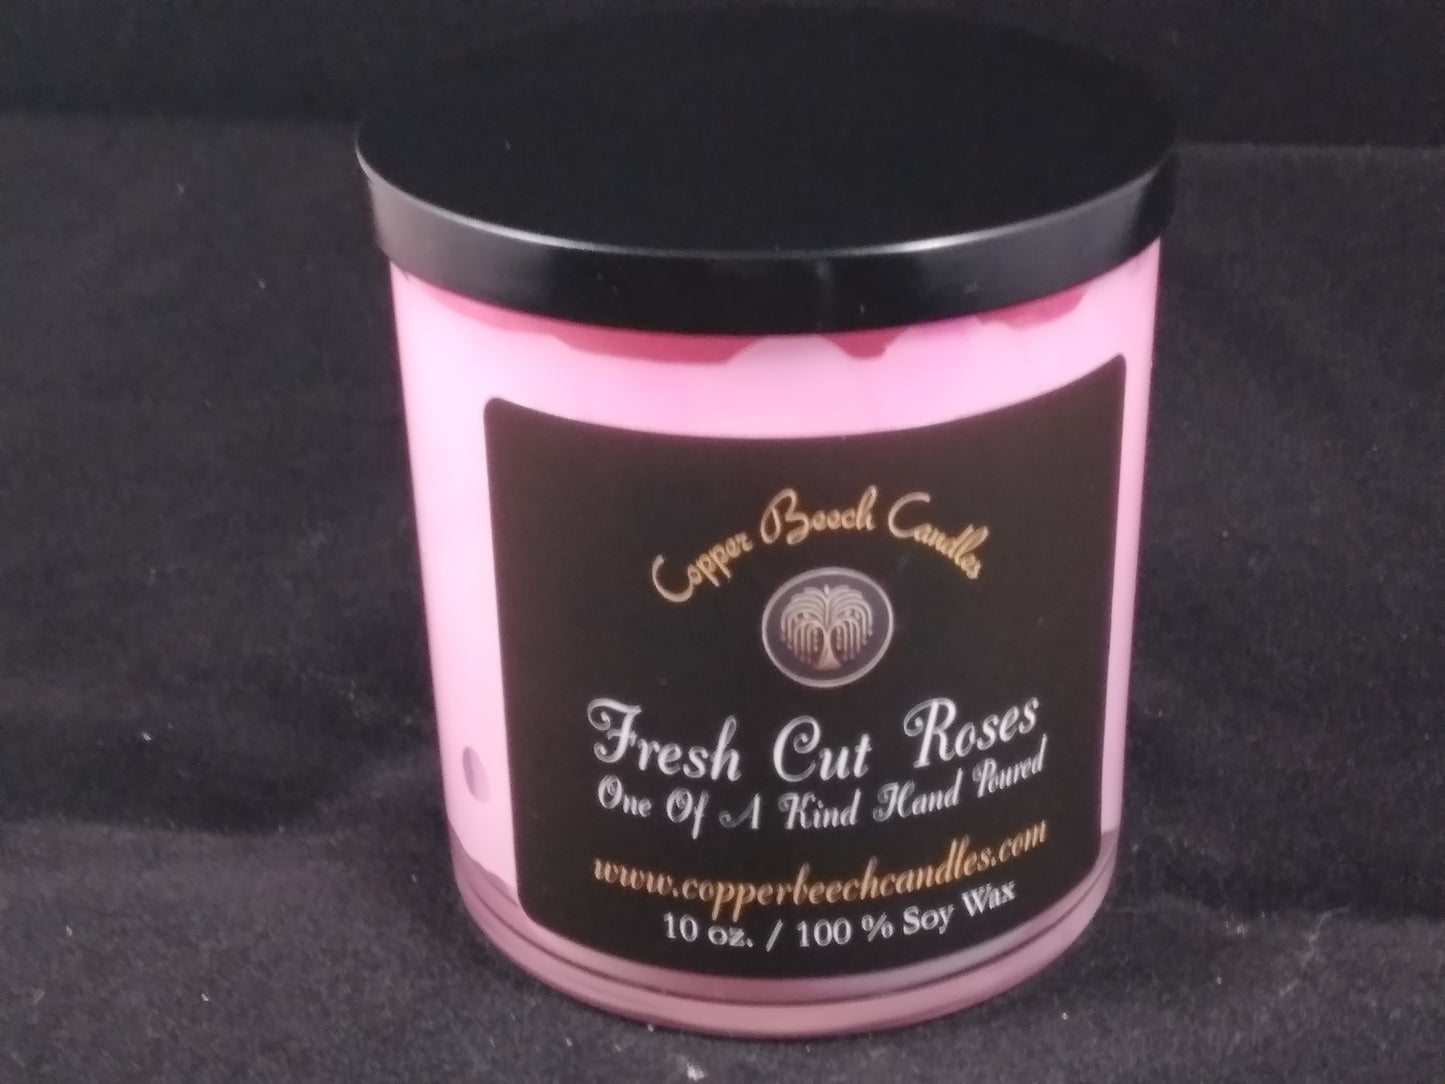 Copper Beech Candles
Fresh Cut Roses
One Of A Kind Hand Poured
www.copperbeechcandles.com
10 oz. / 100 % Soy Wax